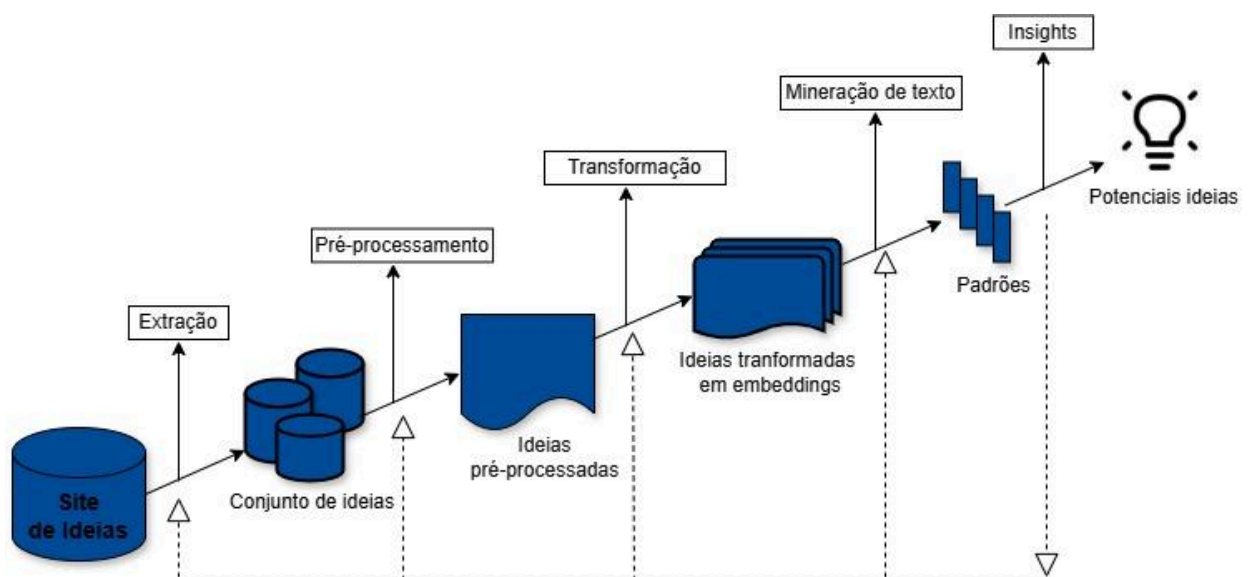 Insights
Mineração de texto
Transformação
Potenciais ideias
Pré-processamento
Padrões
Extração
Ideias tranformadas
em embeddings
Ideias
pré-processadas
Conjunto de ideias
Site
de Ideias